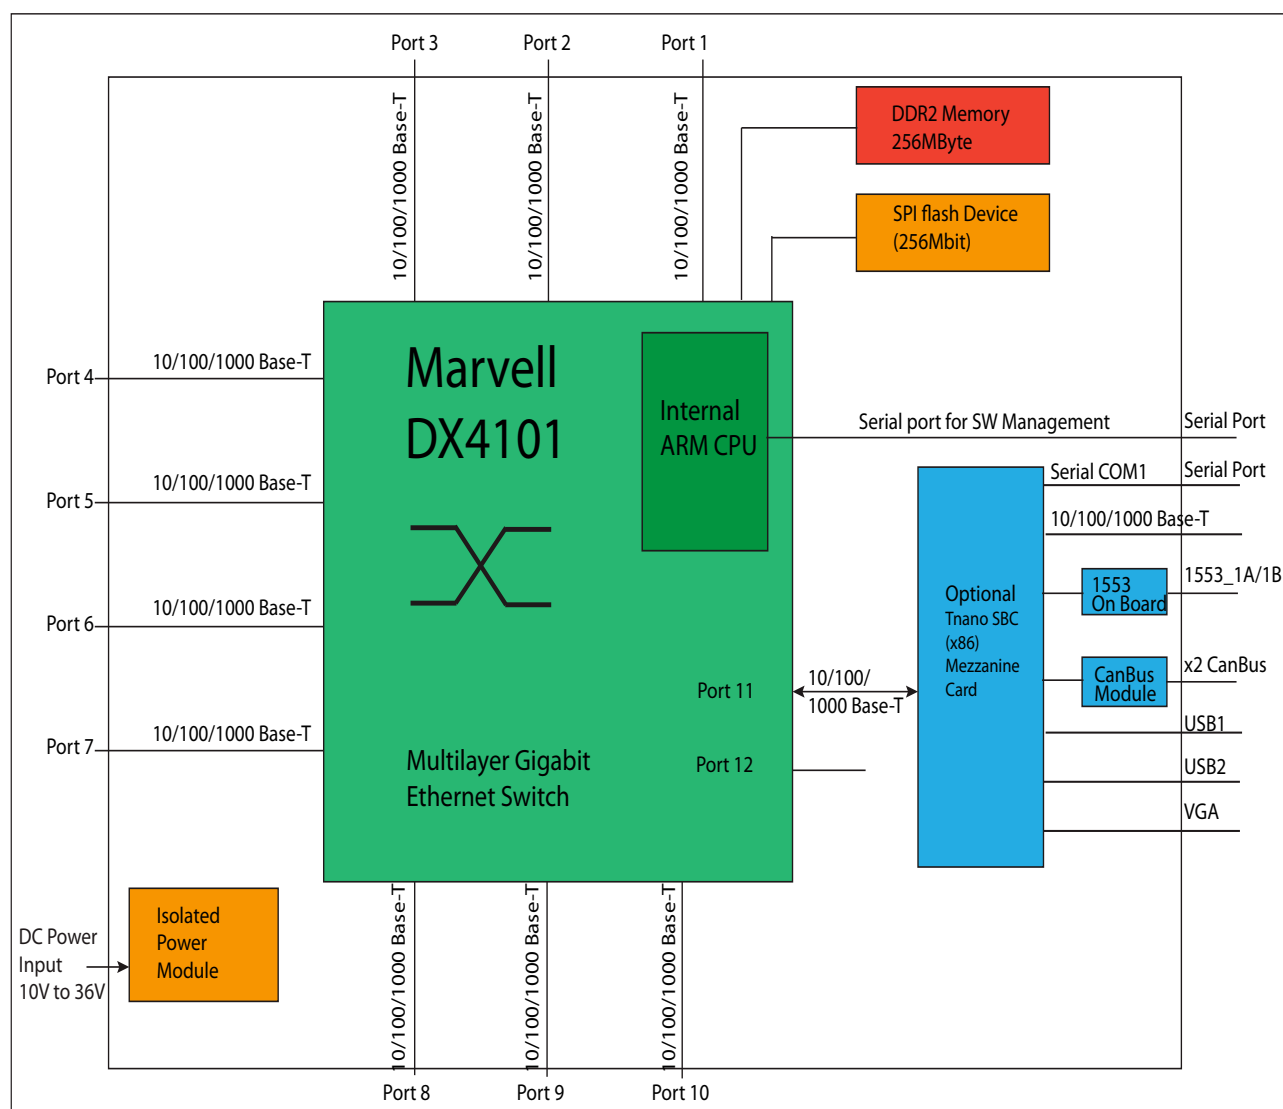 Port 3
Port 2
Port 1
10/100/1000 Base-T
10/100/1000 Base-T
10/100/1000 Base-T
DDR2 Memory
256MByte
SPI flash Device
(256Mbit)
Marvell
DX4101
Internal
ARM CPU
Port 4
10/100/1000 Base-T
Port 5
10/100/1000 Base-T
Port 6
10/100/1000 Base-T
Port 7
10/100/1000 Base-T
Serial port for SW Management
Serial Port
Serial COM1
Serial Port
10/100/1000 Base-T
1553
On Board
1553_1A/1B
Optional
Tnano SBC
(x86)
Mezzanine
Card
CanBus
Module
x2 CanBus
USB1
USB2
VGA
Port 11
10/100/
1000 Base-T
Port 12
Multilayer Gigabit
Ethernet Switch
Isolated
Power
Module
DC Power
Input
10V to 36V
10/100/1000 Base-T
10/100/1000 Base-T
10/100/1000 Base-T
Port 8
Port 9
Port 10